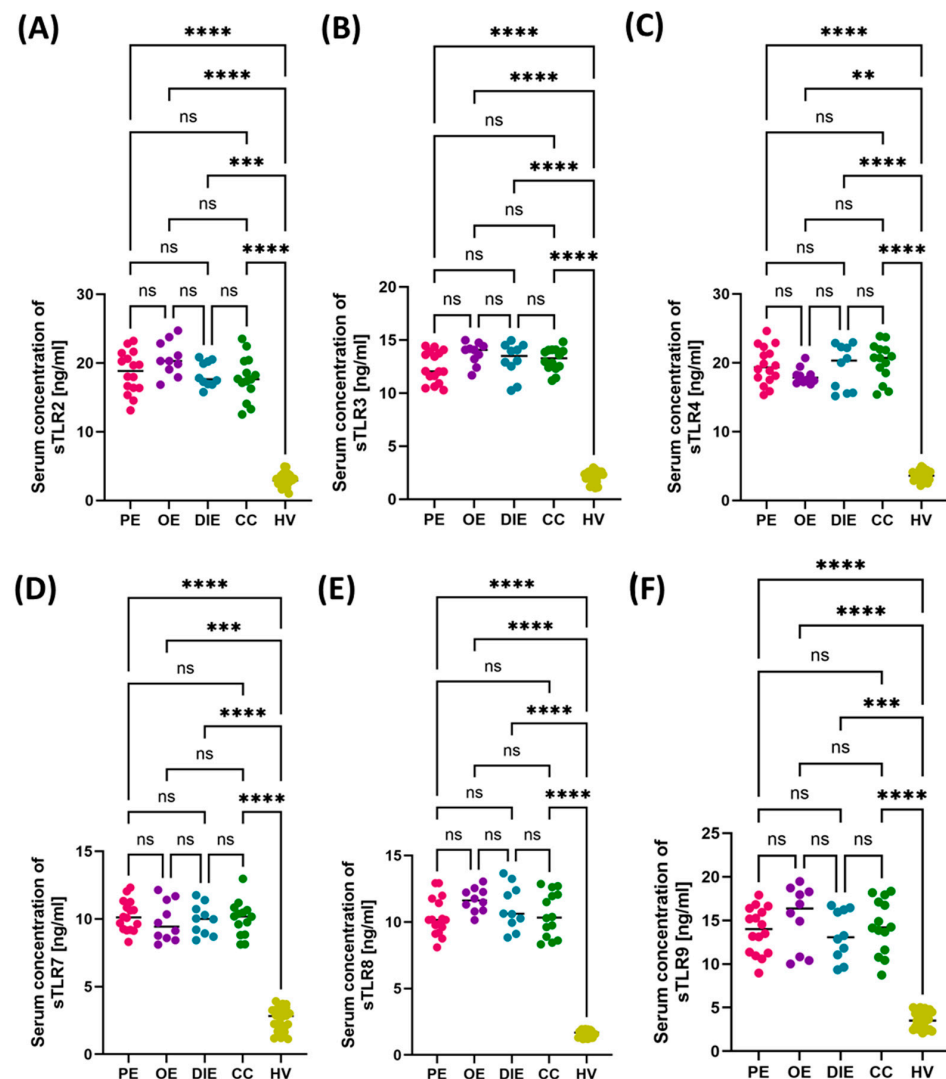 (A)
****
****
ns
***
ns
ns
****
ns
ns
ns
Serum concentration of
sTLR2 [ng/ml]
30
20
10
0
PE OE DIE CC HV
(B)
****
****
ns
****
ns
ns
****
ns
ns
ns
Serum concentration of
sTLR3 [ng/ml]
20
15
10
5
0
PE OE DIE CC HV
(C)
****
**
ns
****
ns
ns
****
ns
ns
ns
Serum concentration of
sTLR4 [ng/ml]
30
20
10
0
PE OE DIE CC HV
(D)
****
***
ns
****
ns
ns
****
ns
ns
ns
Serum concentration of
sTLR7 [ng/ml]
15
10
5
0
PE OE DIE CC HV
(E)
****
****
ns
****
ns
ns
****
ns
ns
ns
Serum concentration of
sTLR8 [ng/ml]
15
10
5
0
PE OE DIE CC HV
(F)
****
****
ns
***
ns
ns
****
ns
ns
ns
Serum concentration of
sTLR9 [ng/ml]
25
20
15
10
5
0
PE OE DIE CC HV